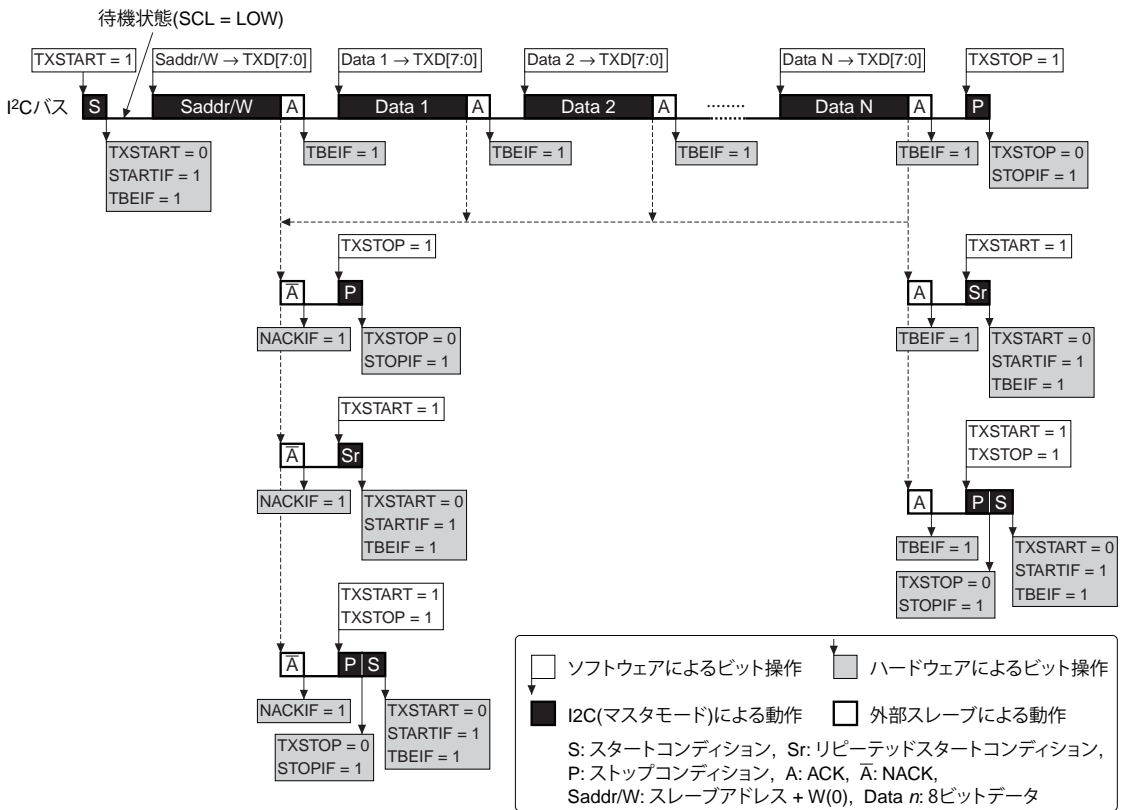 待機状態(SCL = LOW)
TXSTART = 1
Saddr/W → TXD[7:0]
Data 1 → TXD[7:0]
Data 2 → TXD[7:0]
Data N → TXD[7:0]
TXSTOP = 1
I²Cバス
S
Saddr/W
A
Data 1
A
Data 2
A
Data N
A
P
TXSTART = 0
STARTIF = 1
TBEIF = 1
TBEIF = 1
TBEIF = 1
TBEIF = 1
TBEIF = 1
TXSTOP = 0
STOPIF = 1
TXSTOP = 1
A̅
P
NACKIF = 1
TXSTOP = 0
STOPIF = 1
TXSTART = 1
A̅
Sr
NACKIF = 1
TXSTART = 0
STARTIF = 1
TBEIF = 1
TXSTART = 1
TXSTOP = 1
A̅
P
S
NACKIF = 1
TXSTOP = 0
STOPIF = 1
TXSTART = 0
STARTIF = 1
TBEIF = 1
TXSTART = 1
A
Sr
TBEIF = 1
TXSTART = 0
STARTIF = 1
TBEIF = 1
TXSTART = 1
TXSTOP = 1
A
P
S
TBEIF = 1
TXSTOP = 0
STOPIF = 1
TXSTART = 0
STARTIF = 1
TBEIF = 1
ソフトウェアによるビット操作
ハードウェアによるビット操作
I2C(マスタモード)による動作
外部スレーブによる動作
S: スタートコンディション, Sr: リピーテッドスタートコンディション,
P: ストップコンディション, A: ACK, A̅: NACK,
Saddr/W: スレーブアドレス + W(0), Data n: 8ビットデータ